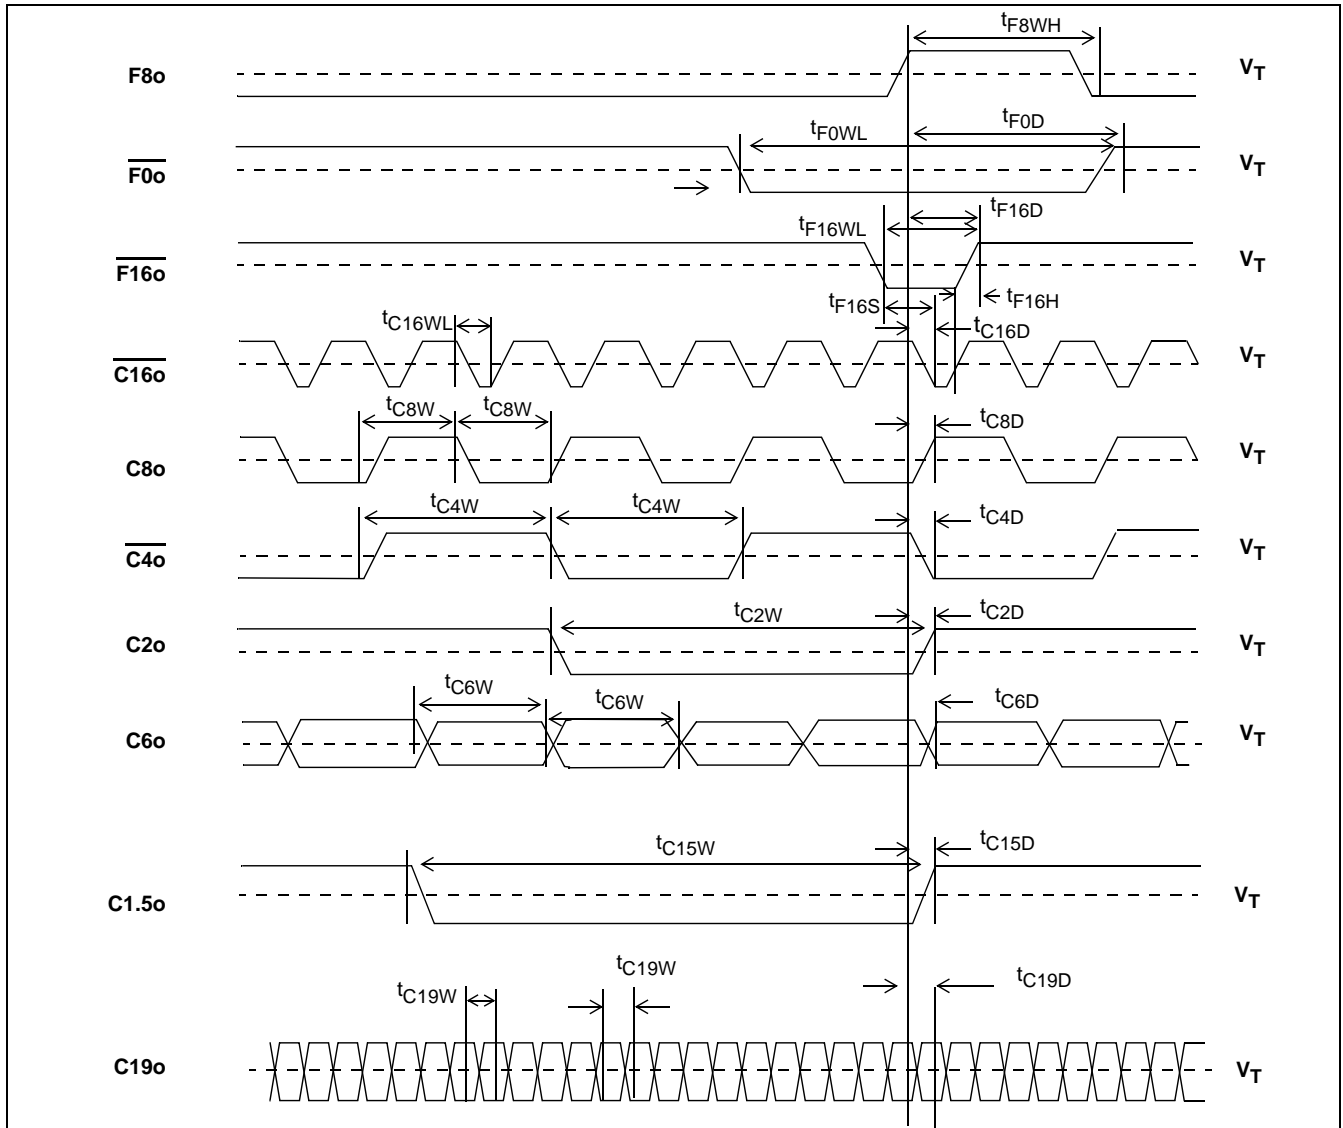 tF8WH
F8o
VT
tF0WL
tF0D
F0o
VT
tF16WL
tF16D
F16o
VT
tF16S
tF16H
tC16WL
tC16D
C16o
VT
tC8W
tC8W
tC8D
C8o
VT
tC4W
tC4W
tC4D
C4o
VT
tC2W
tC2D
C2o
VT
tC6W
tC6W
tC6D
C6o
VT
tC15W
tC15D
C1.5o
VT
tC19W
tC19W
tC19D
C19o
VT